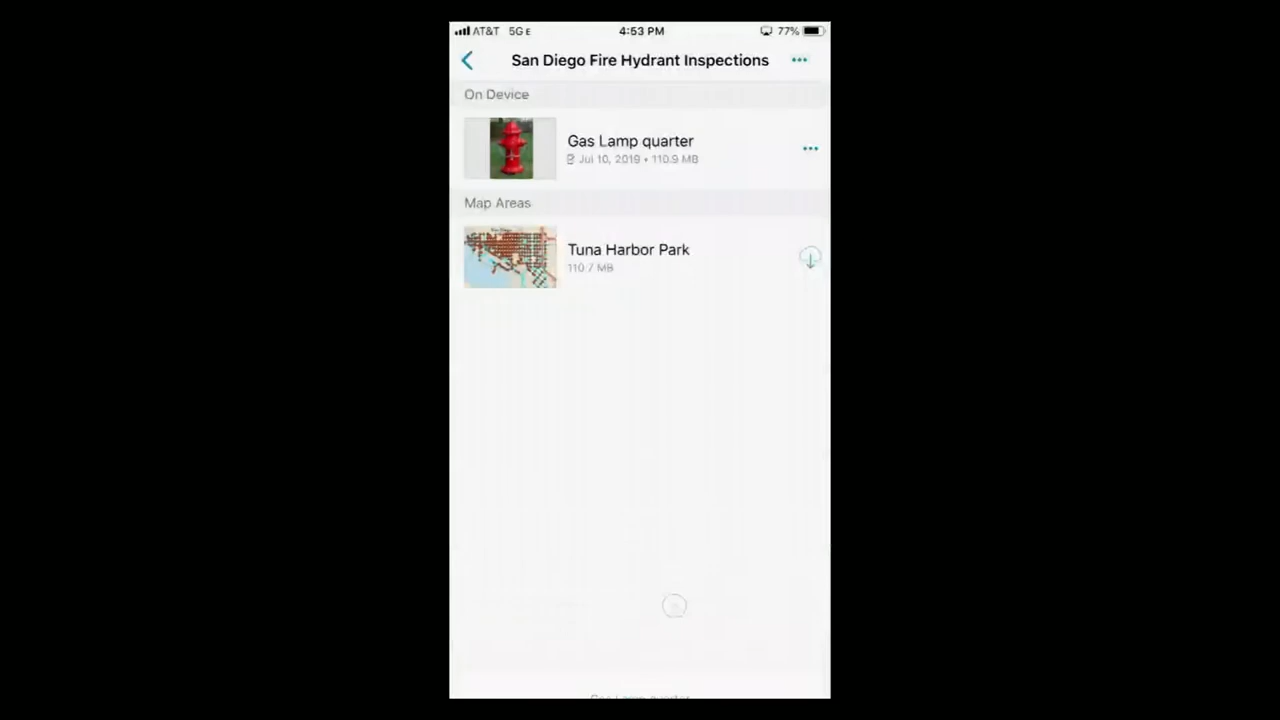 AT&T 5G E 4:53 PM 77%
San Diego Fire Hydrant Inspections
On Device
Gas Lamp quarter
Jul 10, 2019 • 110.9 MB
Map Areas
Tuna Harbor Park
110.7 MB